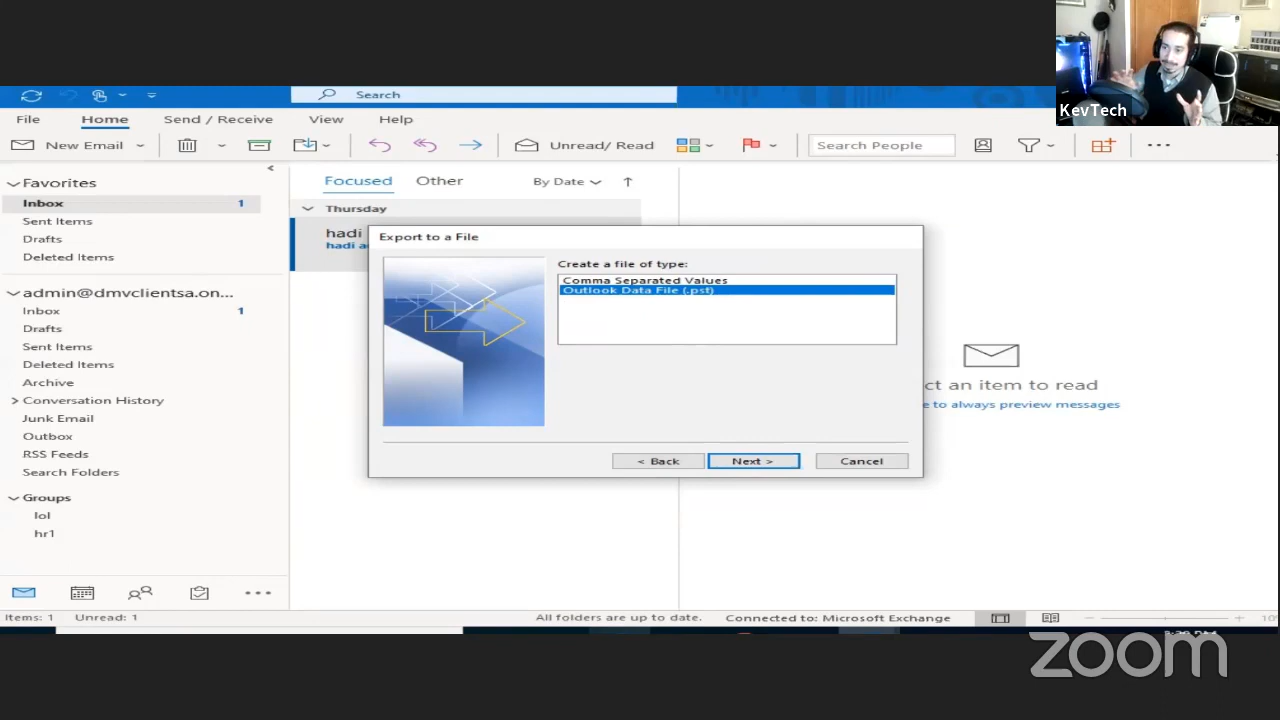 KevTech
Search
File Home Send / Receive View Help
New Email Unread/ Read Search People
Favorites
Inbox 1
Sent Items
Drafts
Deleted Items
admin@dmvclientsa.on...
Inbox 1
Drafts
Sent Items
Deleted Items
Archive
Conversation History
Junk Email
Outbox
RSS Feeds
Search Folders
Groups
lol
hr1
Focused Other By Date
Thursday
hadi
hadi a
Export to a File
Create a file of type:
Comma Separated Values
Outlook Data File (.pst)
< Back Next > Cancel
ct an item to read
e to always preview messages
Items: 1 Unread: 1 All folders are up to date. Connected to: Microsoft Exchange
zoom